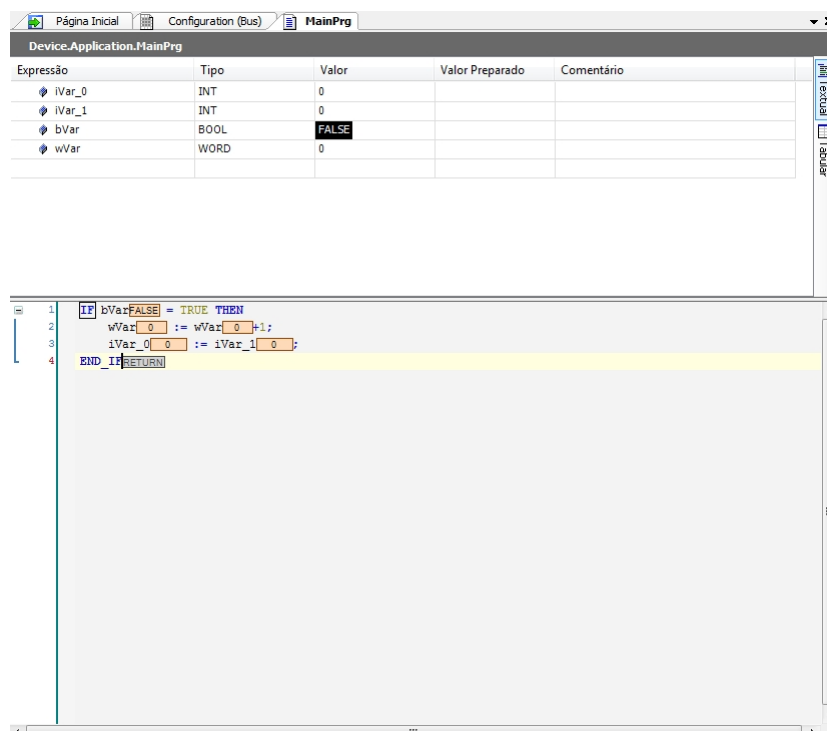 Página Inicial Configuration (Bus) MainPrg
Device.Application.MainPrg
Expressão Tipo Valor Valor Preparado Comentário
iVar_0 INT 0
iVar_1 INT 0
bVar BOOL FALSE
wVar WORD 0
Textual
Tabular
1 IF bVar FALSE = TRUE THEN
2 wVar 0 := wVar 0 +1;
3 iVar_0 0 := iVar_1 0 ;
4 END_IF RETURN